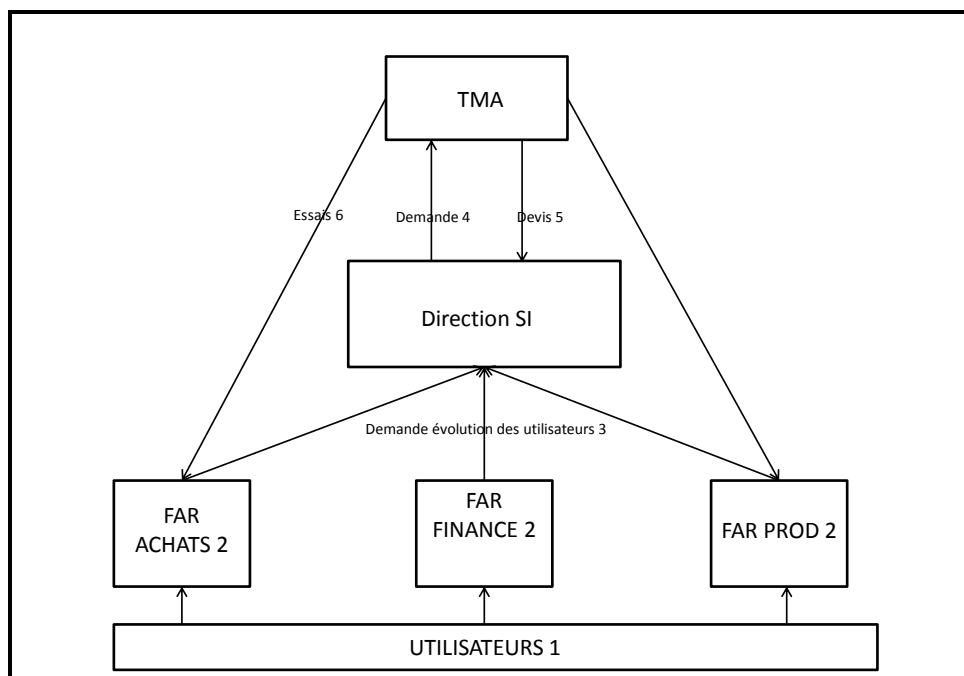 TMA
Essais 6
Demande 4
Devis 5
Direction SI
Demande évolution des utilisateurs 3
FAR
ACHATS 2
FAR
FINANCE 2
FAR PROD 2
UTILISATEURS 1